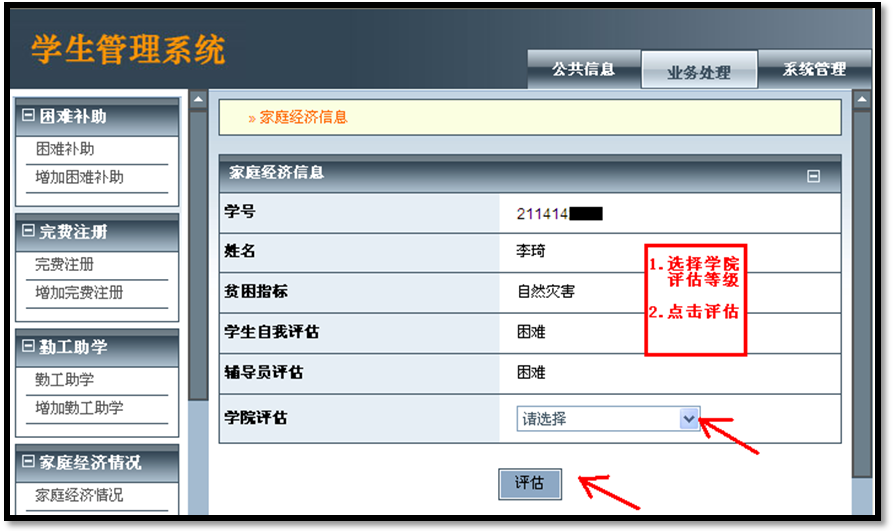 学生管理系统
公共信息 业务处理 系统管理
困难补助
困难补助
增加困难补助
完费注册
完费注册
增加完费注册
勤工助学
勤工助学
增加勤工助学
家庭经济情况
家庭经济情况
» 家庭经济信息
家庭经济信息
学号 211414
姓名 李琦
贫困指标 自然灾害
学生自我评估 困难
辅导员评估 困难
学院评估 请选择
评估
1.选择学院
评估等级
2.点击评估